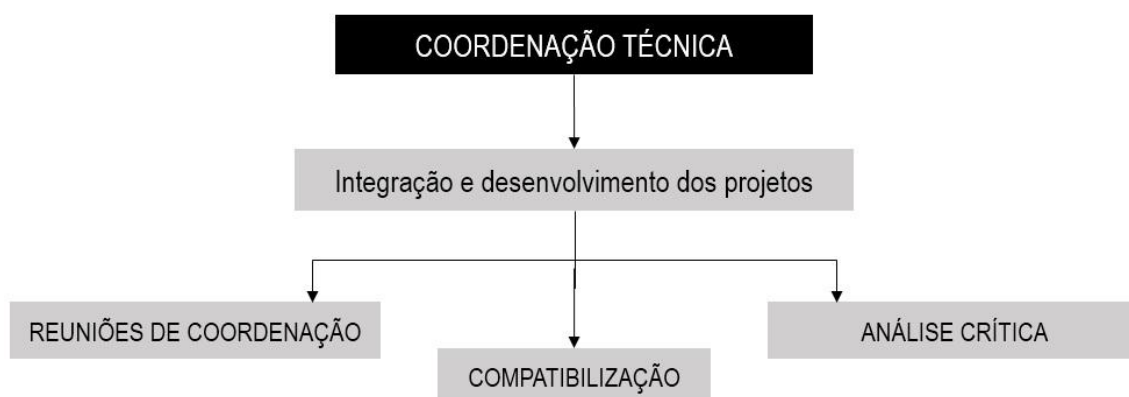 COORDENAÇÃO TÉCNICA
Integração e desenvolvimento dos projetos
REUNIÕES DE COORDENAÇÃO
COMPATIBILIZAÇÃO
ANÁLISE CRÍTICA